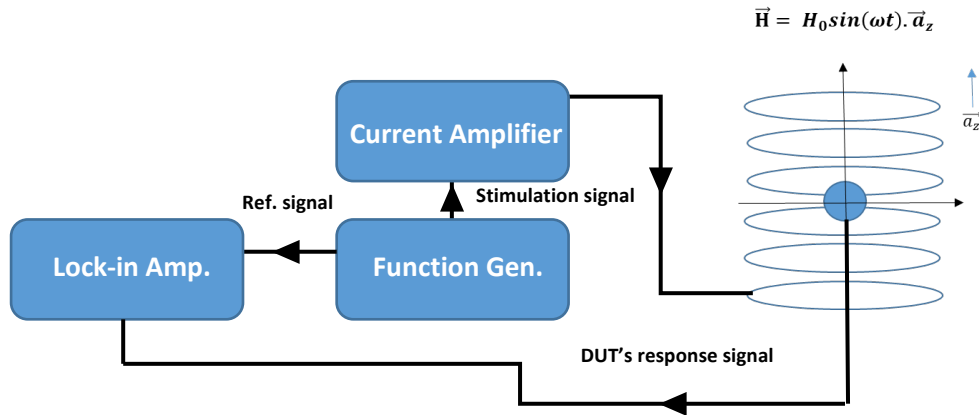 H⃗ = H₀sin(ωt).a⃗_z
a⃗_z
Current Amplifier
Ref. signal
Stimulation signal
Lock-in Amp.
Function Gen.
DUT’s response signal